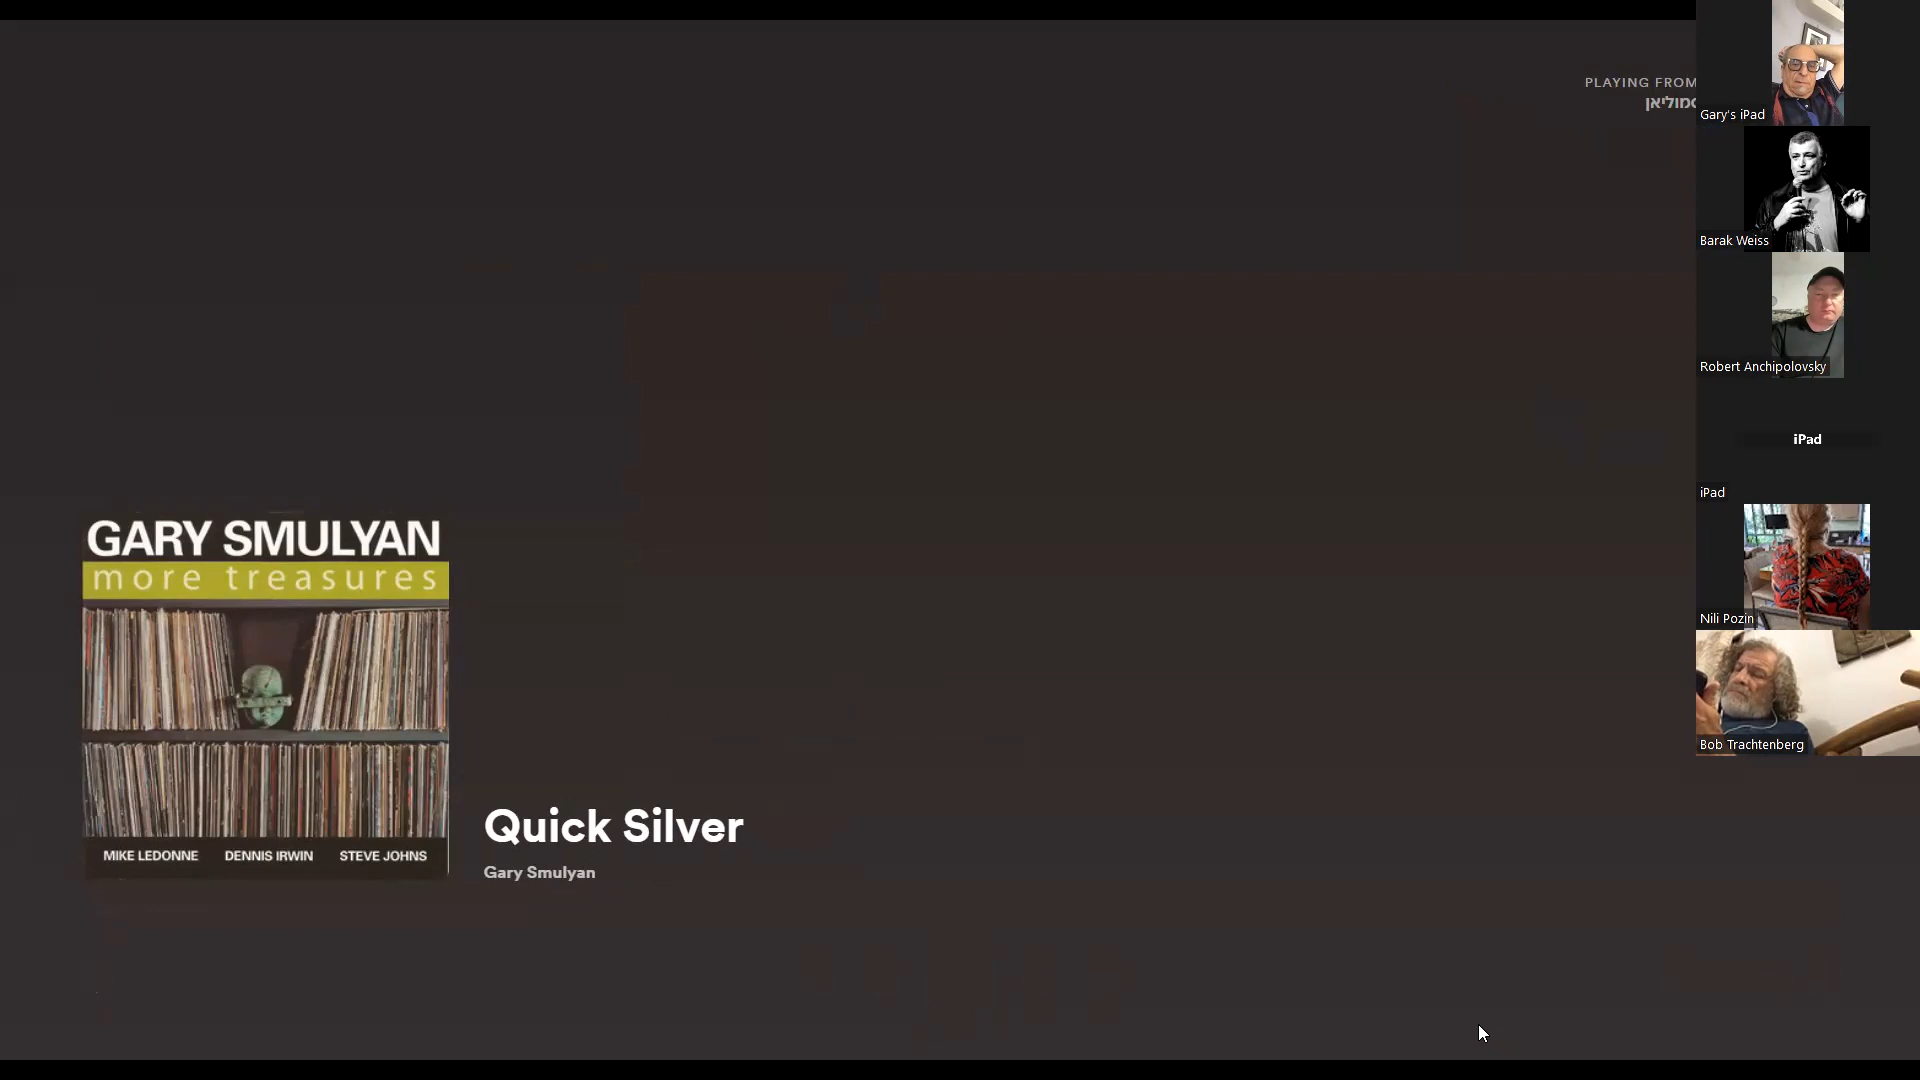 PLAYING FROM
סמוליאן
Gary's iPad
Barak Weiss
Robert Anchipolovsky
iPad
iPad
Nili Pozin
Bob Trachtenberg
GARY SMULYAN
more treasures
MIKE LEDONNE DENNIS IRWIN STEVE JOHNS
Quick Silver
Gary Smulyan